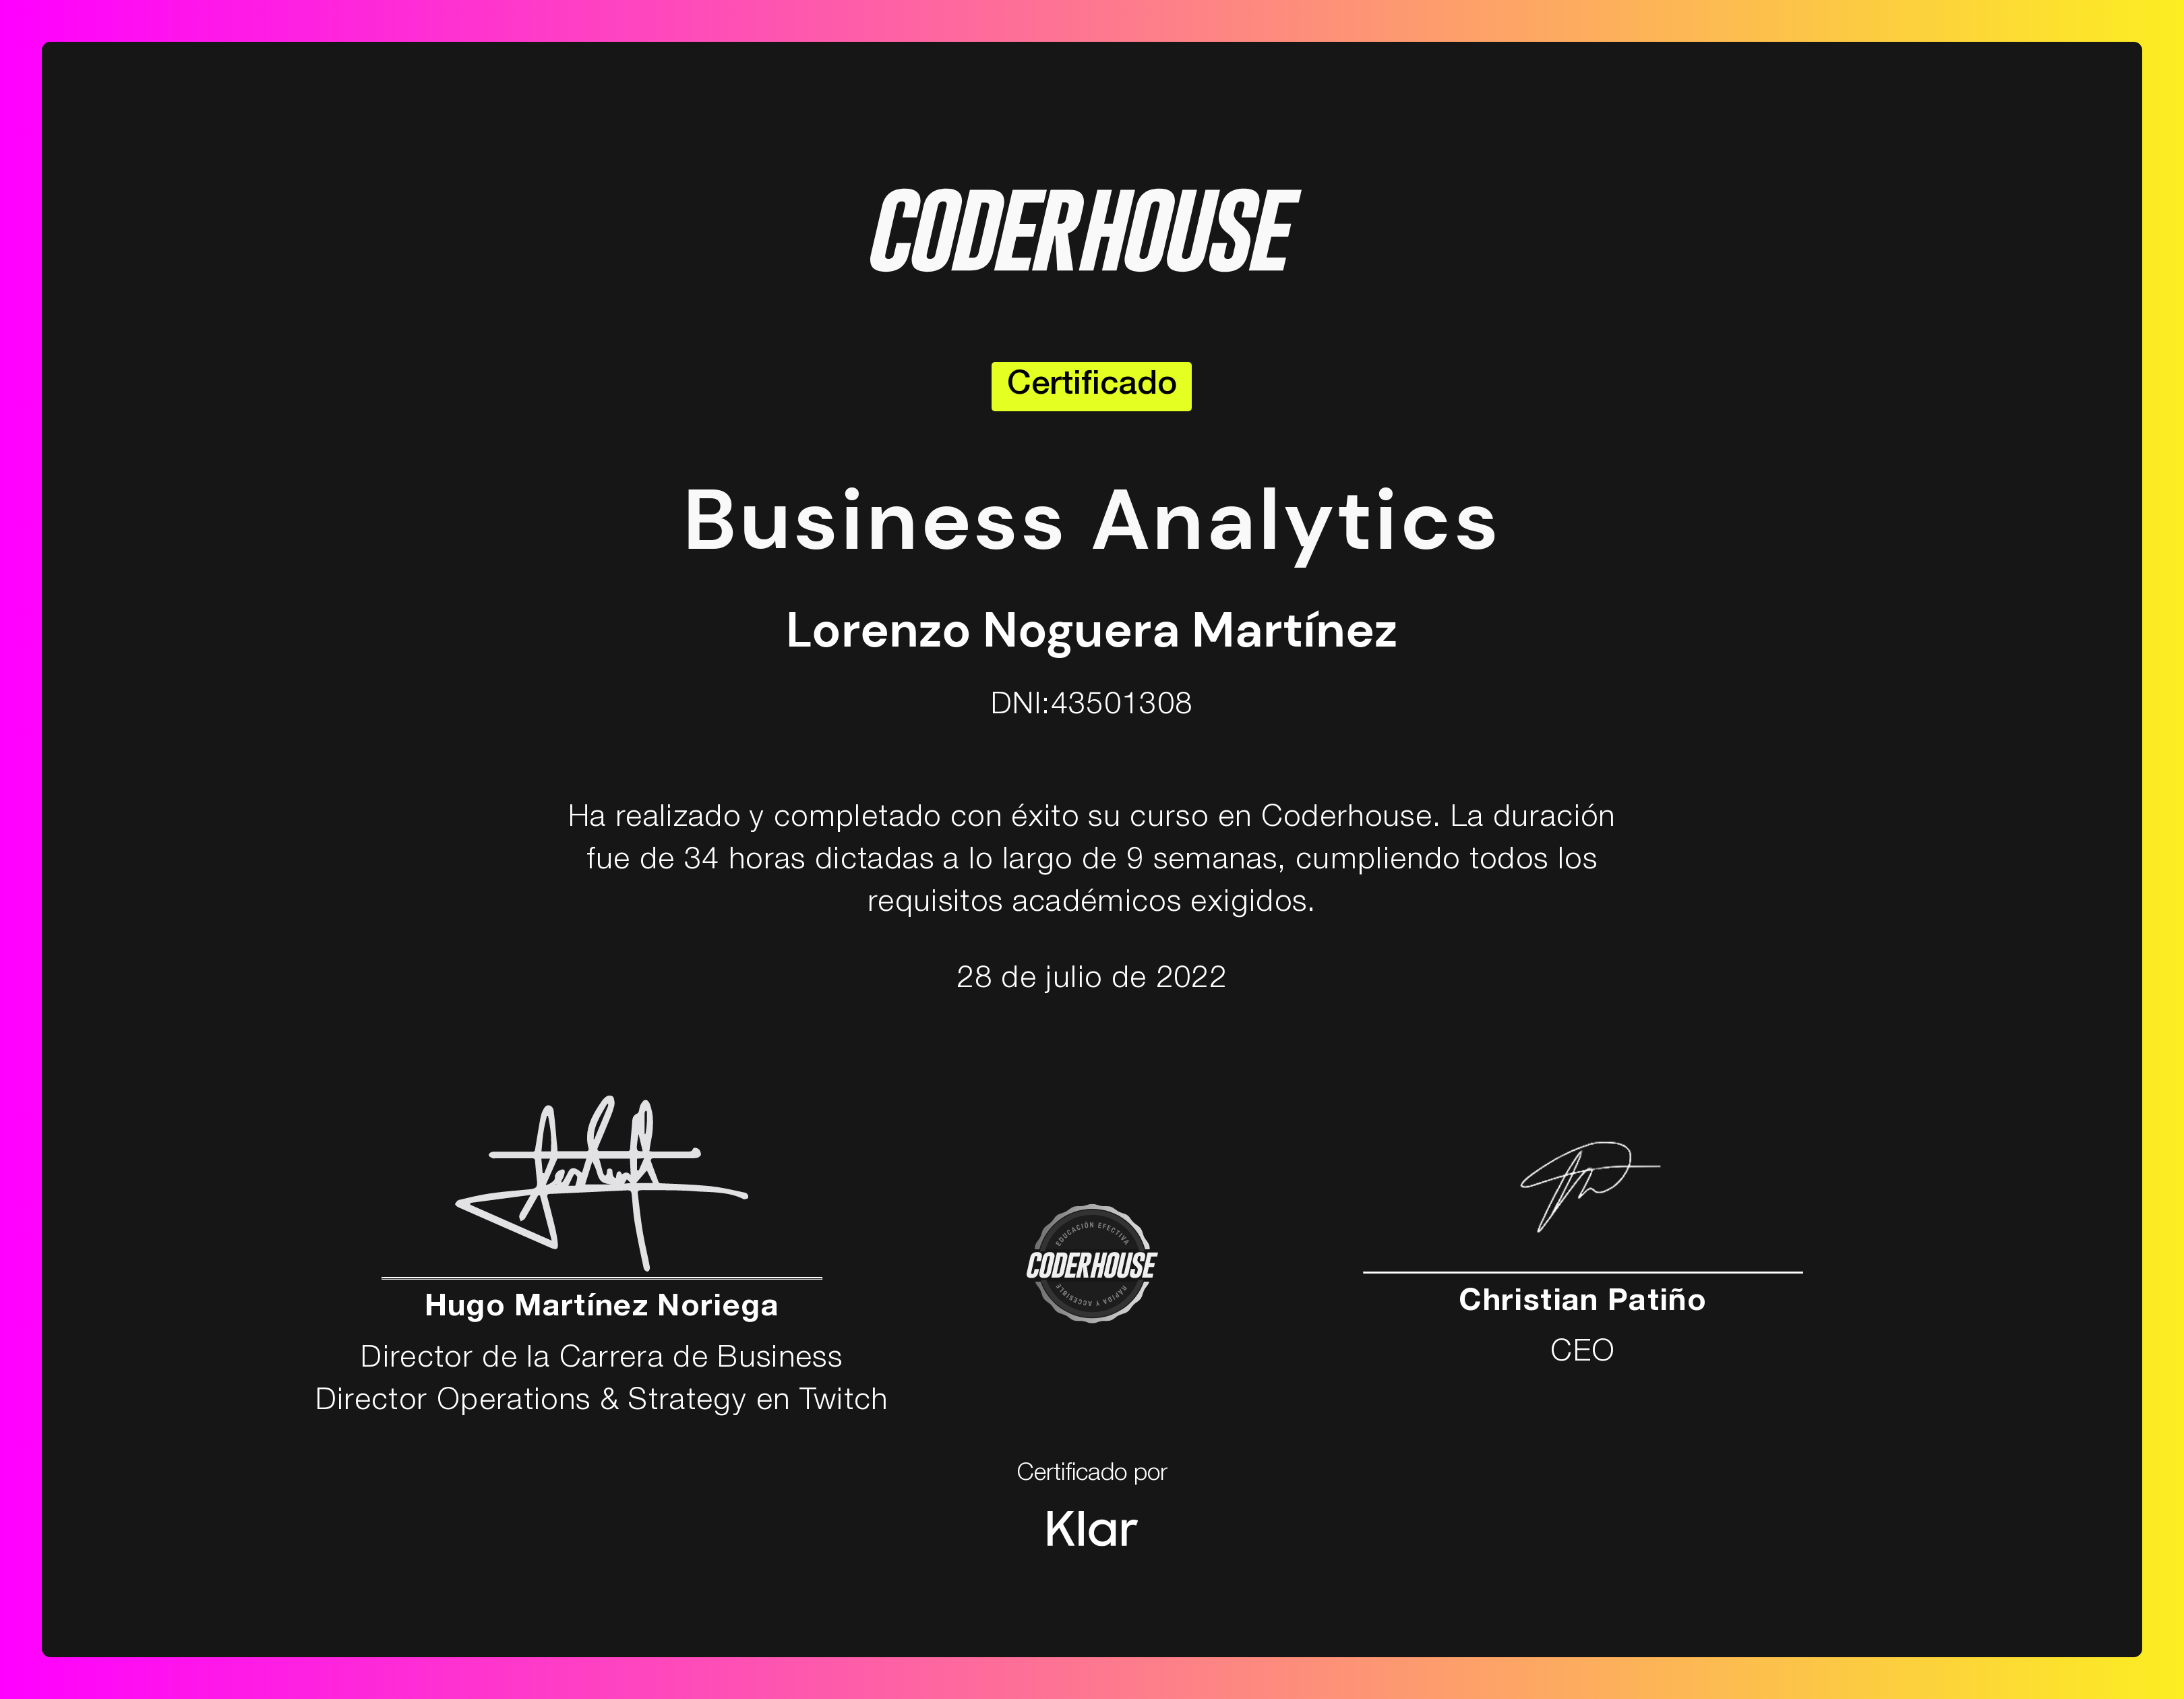 CODERHOUSE
Certificado
Business Analytics
Lorenzo Noguera Martínez
DNI:43501308
Ha realizado y completado con éxito su curso en Coderhouse. La duración
fue de 34 horas dictadas a lo largo de 9 semanas, cumpliendo todos los
requisitos académicos exigidos.
28 de julio de 2022
EDUCACIÓN EFECTIVA
CODERHOUSE
RÁPIDA Y ACCESIBLE
Hugo Martínez Noriega
Director de la Carrera de Business
Director Operations & Strategy en Twitch
Christian Patiño
CEO
Certificado por
Klar